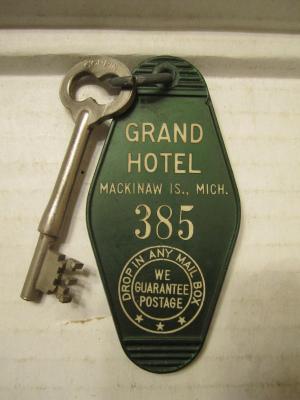 GRAND
HOTEL
MACKINAW IS., MICH.
385
DROP IN ANY MAIL BOX
WE
GUARANTEE
POSTAGE